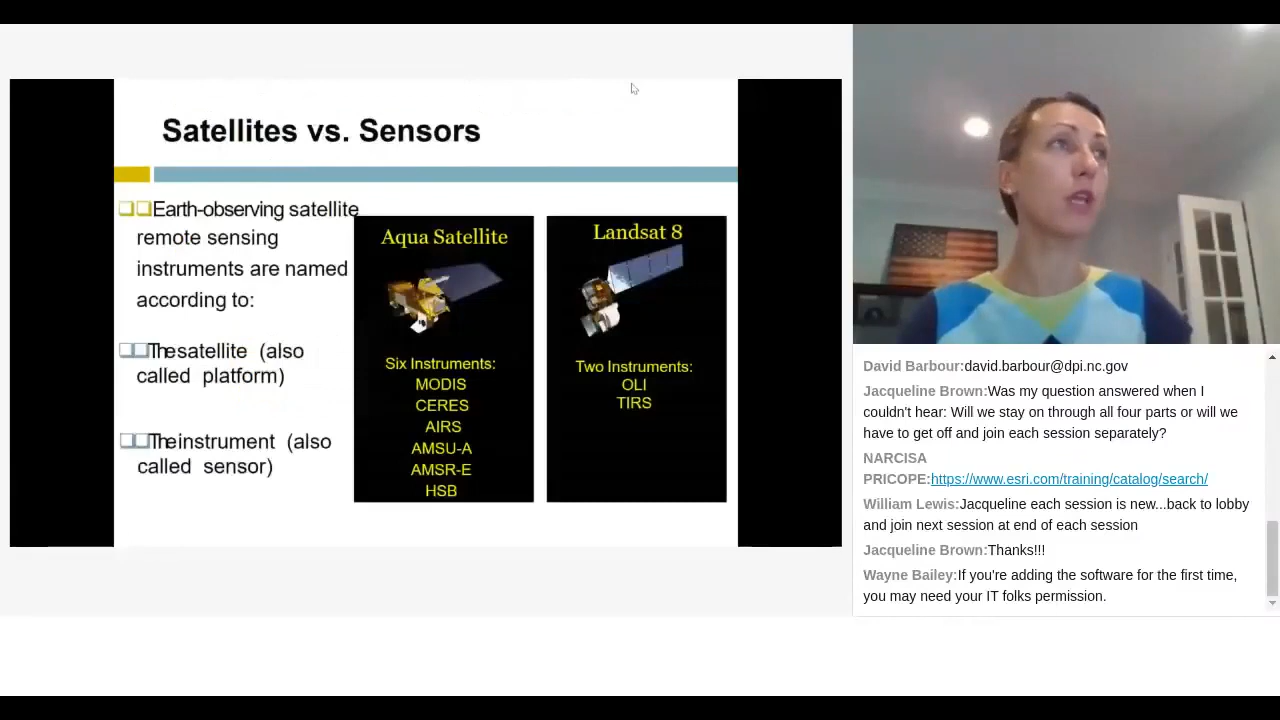 Satellites vs. Sensors
Earth-observing satellite
remote sensing
instruments are named
according to:
Thesatellite (also
called platform)
Theinstrument (also
called sensor)
Aqua Satellite
Six Instruments:
MODIS
CERES
AIRS
AMSU-A
AMSR-E
HSB
Landsat 8
Two Instruments:
OLI
TIRS
David Barbour:david.barbour@dpi.nc.gov
Jacqueline Brown:Was my question answered when I
couldn't hear: Will we stay on through all four parts or will we
have to get off and join each session separately?
NARCISA
PRICOPE:https://www.esri.com/training/catalog/search/
William Lewis:Jacqueline each session is new...back to lobby
and join next session at end of each session
Jacqueline Brown:Thanks!!!
Wayne Bailey:If you're adding the software for the first time,
you may need your IT folks permission.